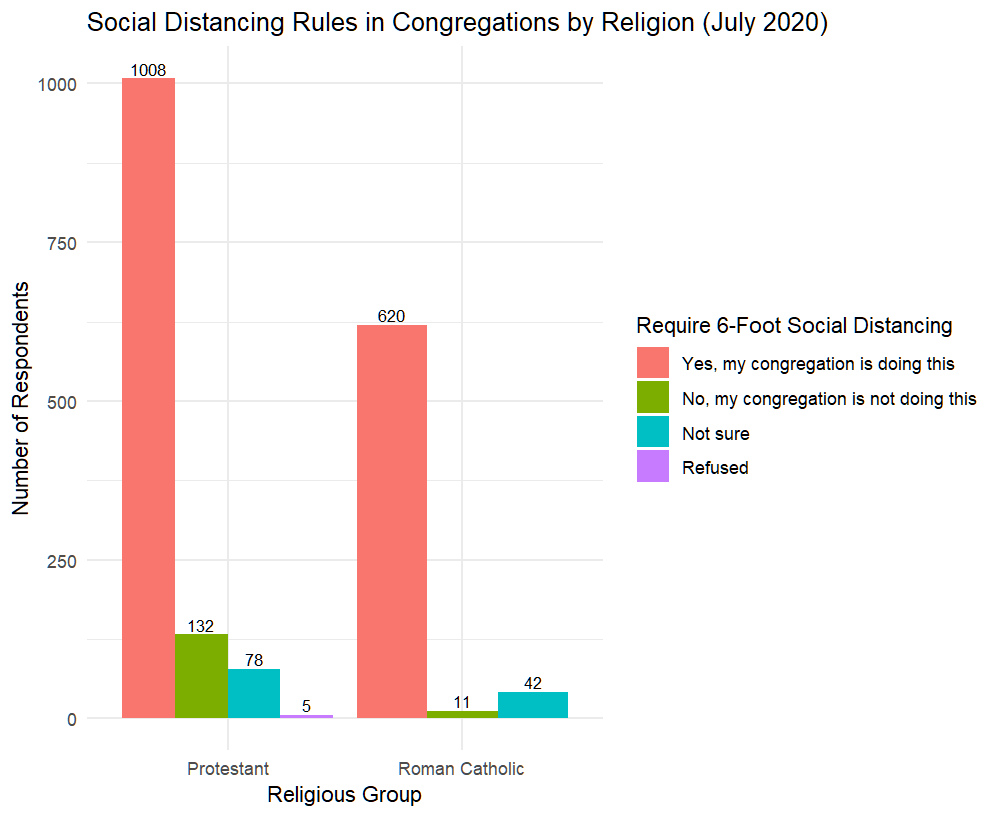 Social Distancing Rules in Congregations by Religion (July 2020)
1008
1000
750
620
500
250
132
78
5
11
42
0
Number of Respondents
Protestant
Roman Catholic
Religious Group
Require 6-Foot Social Distancing
Yes, my congregation is doing this
No, my congregation is not doing this
Not sure
Refused